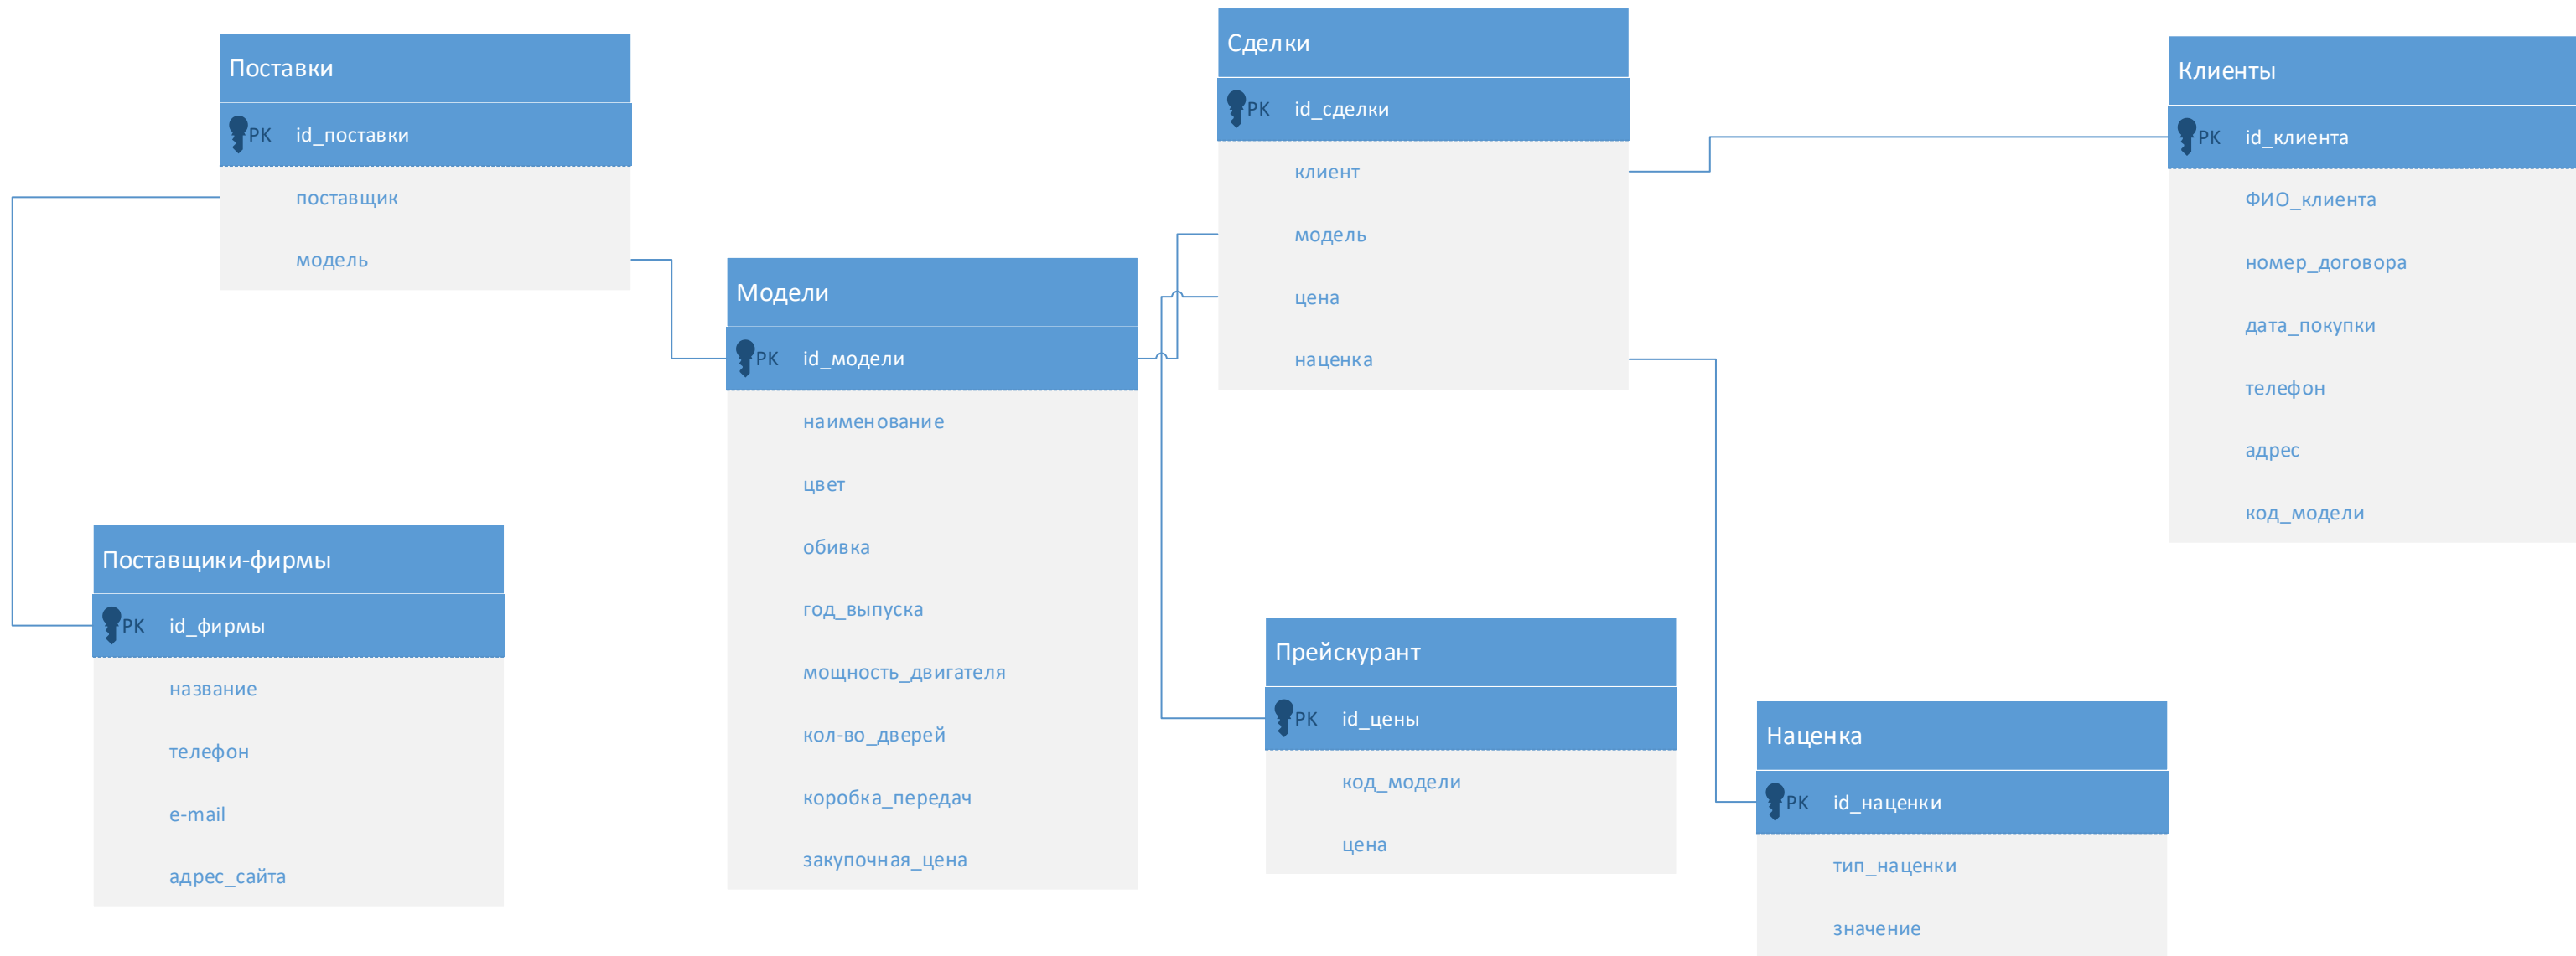 Поставки
PK id_поставки
поставщик
модель
Поставщики-фирмы
PK id_фирмы
название
телефон
e-mail
адрес_сайта
Модели
PK id_модели
наименование
цвет
обивка
год_выпуска
мощность_двигателя
кол-во_дверей
коробка_передач
закупочная_цена
Сделки
PK id_сделки
клиент
модель
цена
наценка
Прейскурант
PK id_цены
код_модели
цена
Наценка
PK id_наценки
тип_наценки
значение
Клиенты
PK id_клиента
ФИО_клиента
номер_договора
дата_покупки
телефон
адрес
код_модели